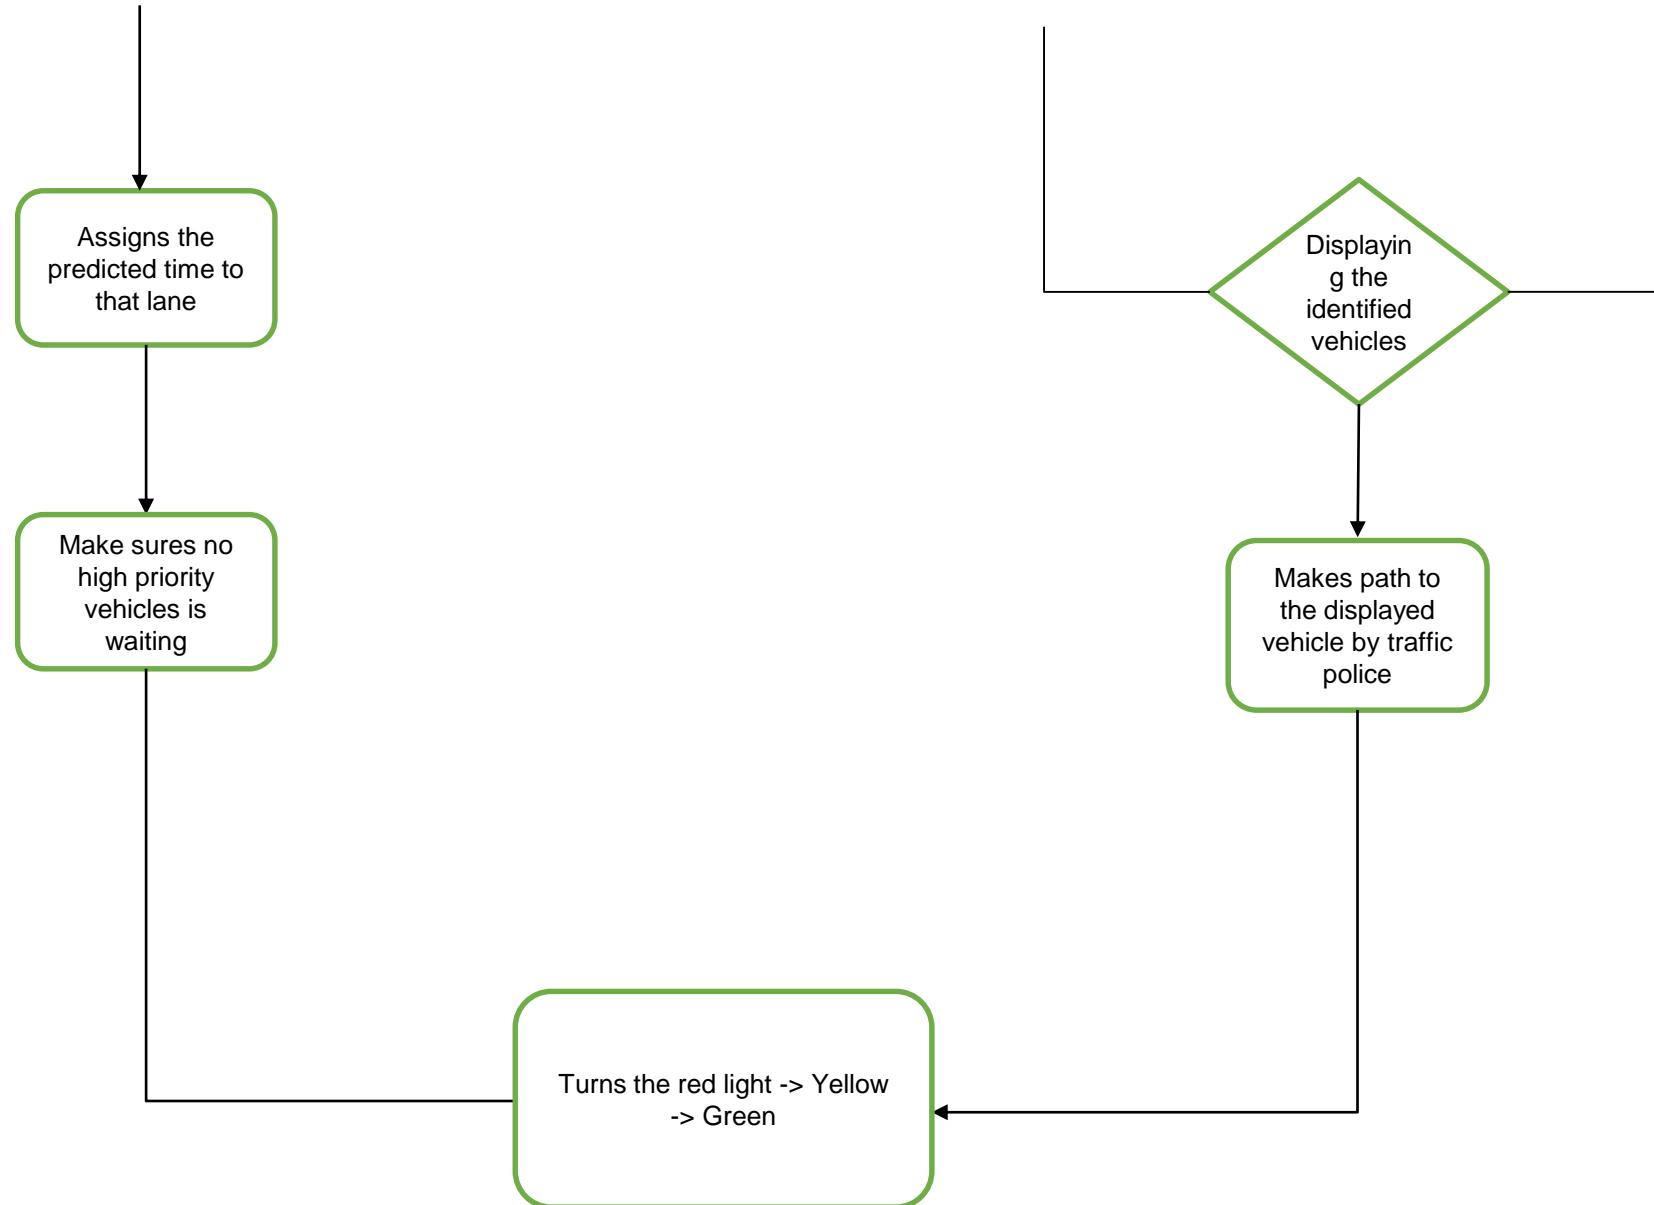 Assigns the
predicted time to
that lane
Displayin
g the
identified
vehicles
Make sures no
high priority
vehicles is
waiting
Makes path to
the displayed
vehicle by traffic
police
Turns the red light -> Yellow
-> Green